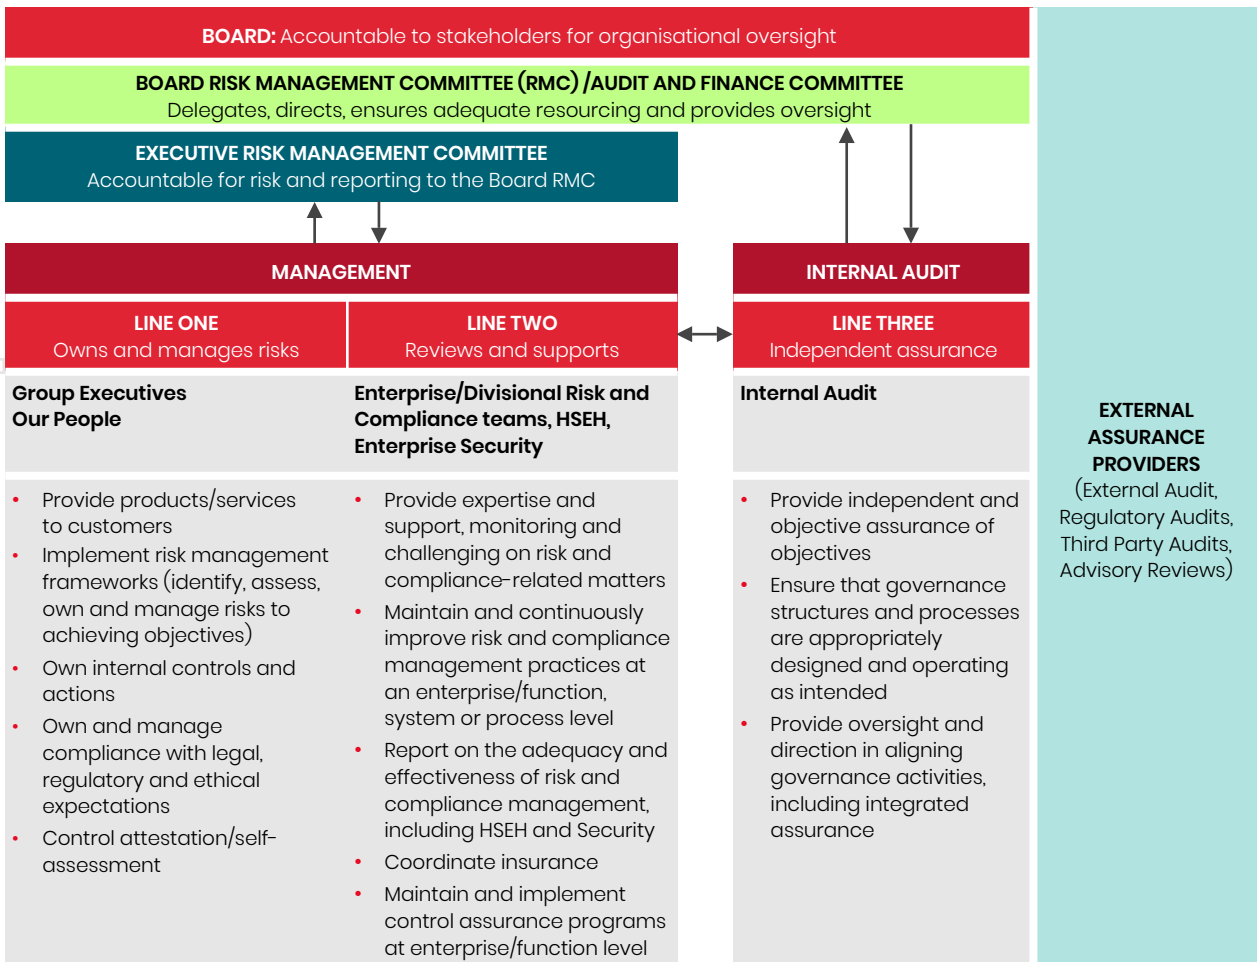 BOARD: Accountable to stakeholders for organisational oversight
BOARD RISK MANAGEMENT COMMITTEE (RMC) /AUDIT AND FINANCE COMMITTEE
Delegates, directs, ensures adequate resourcing and provides oversight
EXECUTIVE RISK MANAGEMENT COMMITTEE
Accountable for risk and reporting to the Board RMC
MANAGEMENT
LINE ONE
Owns and manages risks
Group Executives
Our People
• Provide products/services
to customers
• Implement risk management
frameworks (identify, assess,
own and manage risks to
achieving objectives)
• Own internal controls and
actions
• Own and manage
compliance with legal,
regulatory and ethical
expectations
• Control attestation/self-
assessment
LINE TWO
Reviews and supports
Enterprise/Divisional Risk and
Compliance teams, HSEH,
Enterprise Security
• Provide expertise and
support, monitoring and
challenging on risk and
compliance-related matters
• Maintain and continuously
improve risk and compliance
management practices at
an enterprise/function,
system or process level
• Report on the adequacy and
effectiveness of risk and
compliance management,
including HSEH and Security
• Coordinate insurance
• Maintain and implement
control assurance programs
at enterprise/function level
INTERNAL AUDIT
LINE THREE
Independent assurance
Internal Audit
• Provide independent and
objective assurance of
objectives
• Ensure that governance
structures and processes
are appropriately
designed and operating
as intended
• Provide oversight and
direction in aligning
governance activities,
including integrated
assurance
EXTERNAL
ASSURANCE
PROVIDERS
(External Audit,
Regulatory Audits,
Third Party Audits,
Advisory Reviews)